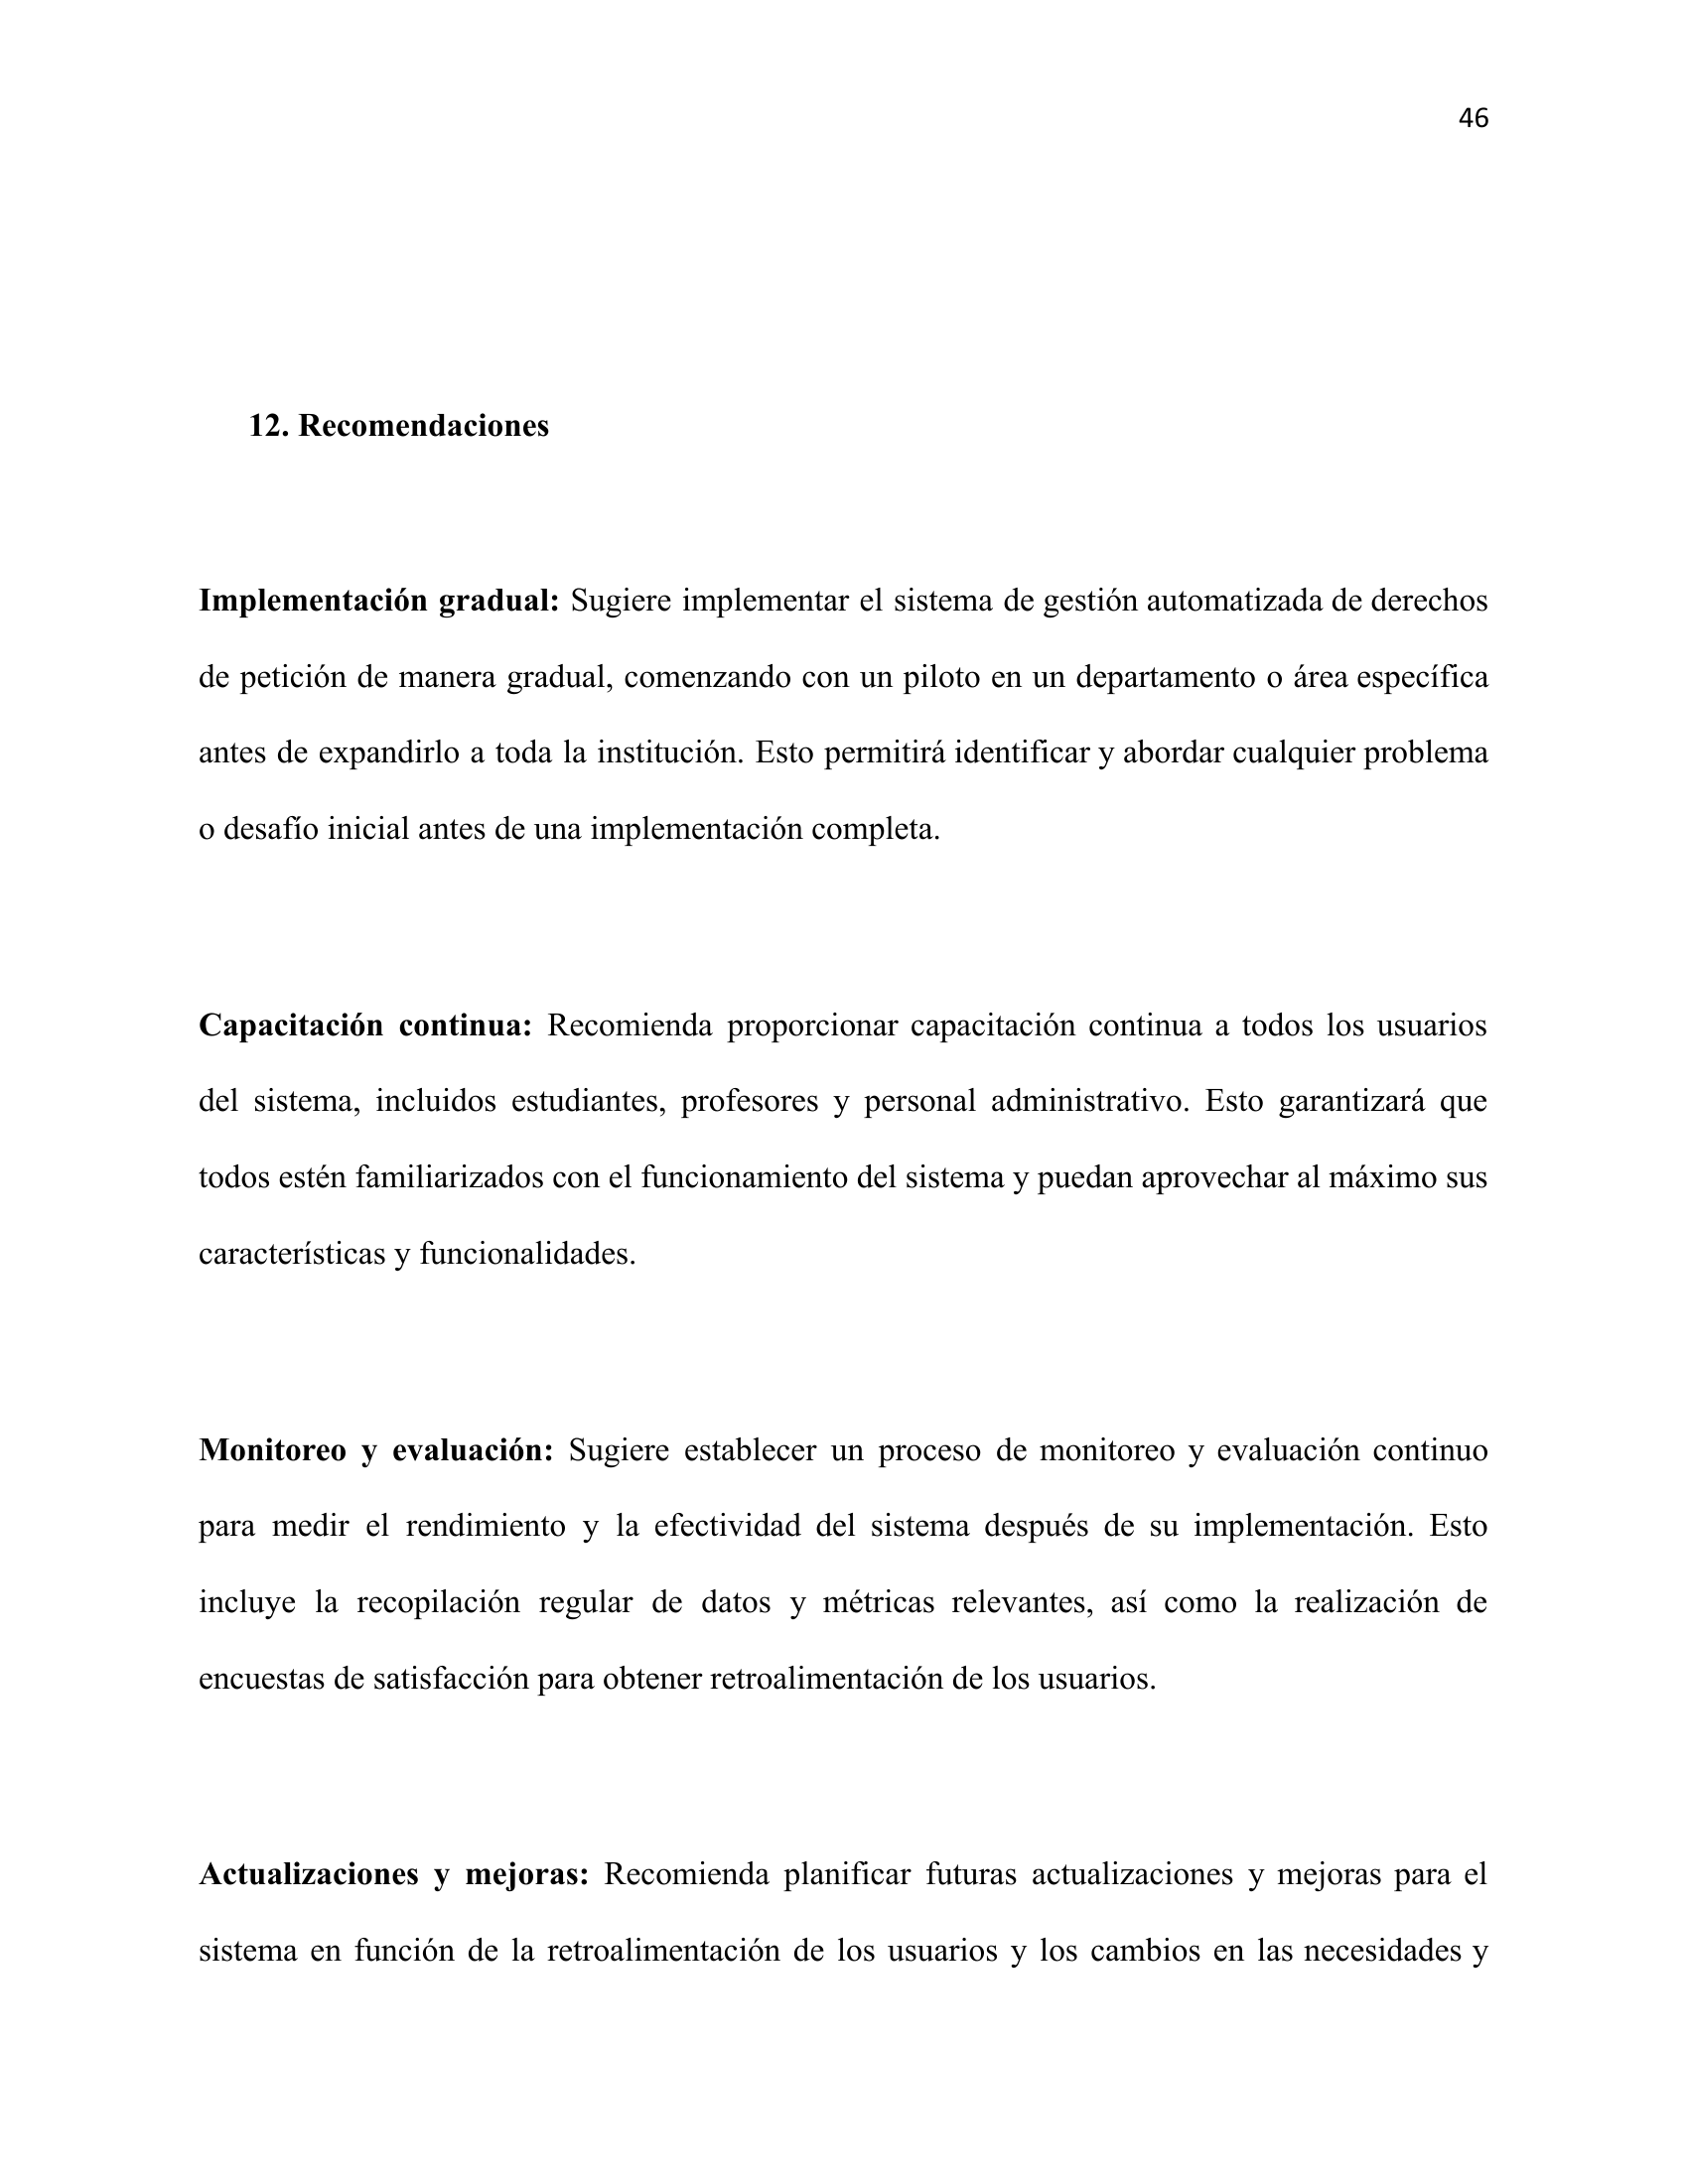 46
12. Recomendaciones
Implementación gradual: Sugiere implementar el sistema de gestión automatizada de derechos
de petición de manera gradual, comenzando con un piloto en un departamento o área específica
antes de expandirlo a toda la institución. Esto permitirá identificar y abordar cualquier problema
o desafío inicial antes de una implementación completa.
Capacitación continua: Recomienda proporcionar capacitación continua a todos los usuarios
del sistema, incluidos estudiantes, profesores y personal administrativo. Esto garantizará que
todos estén familiarizados con el funcionamiento del sistema y puedan aprovechar al máximo sus
características y funcionalidades.
Monitoreo y evaluación: Sugiere establecer un proceso de monitoreo y evaluación continuo
para medir el rendimiento y la efectividad del sistema después de su implementación. Esto
incluye la recopilación regular de datos y métricas relevantes, así como la realización de
encuestas de satisfacción para obtener retroalimentación de los usuarios.
Actualizaciones y mejoras: Recomienda planificar futuras actualizaciones y mejoras para el
sistema en función de la retroalimentación de los usuarios y los cambios en las necesidades y